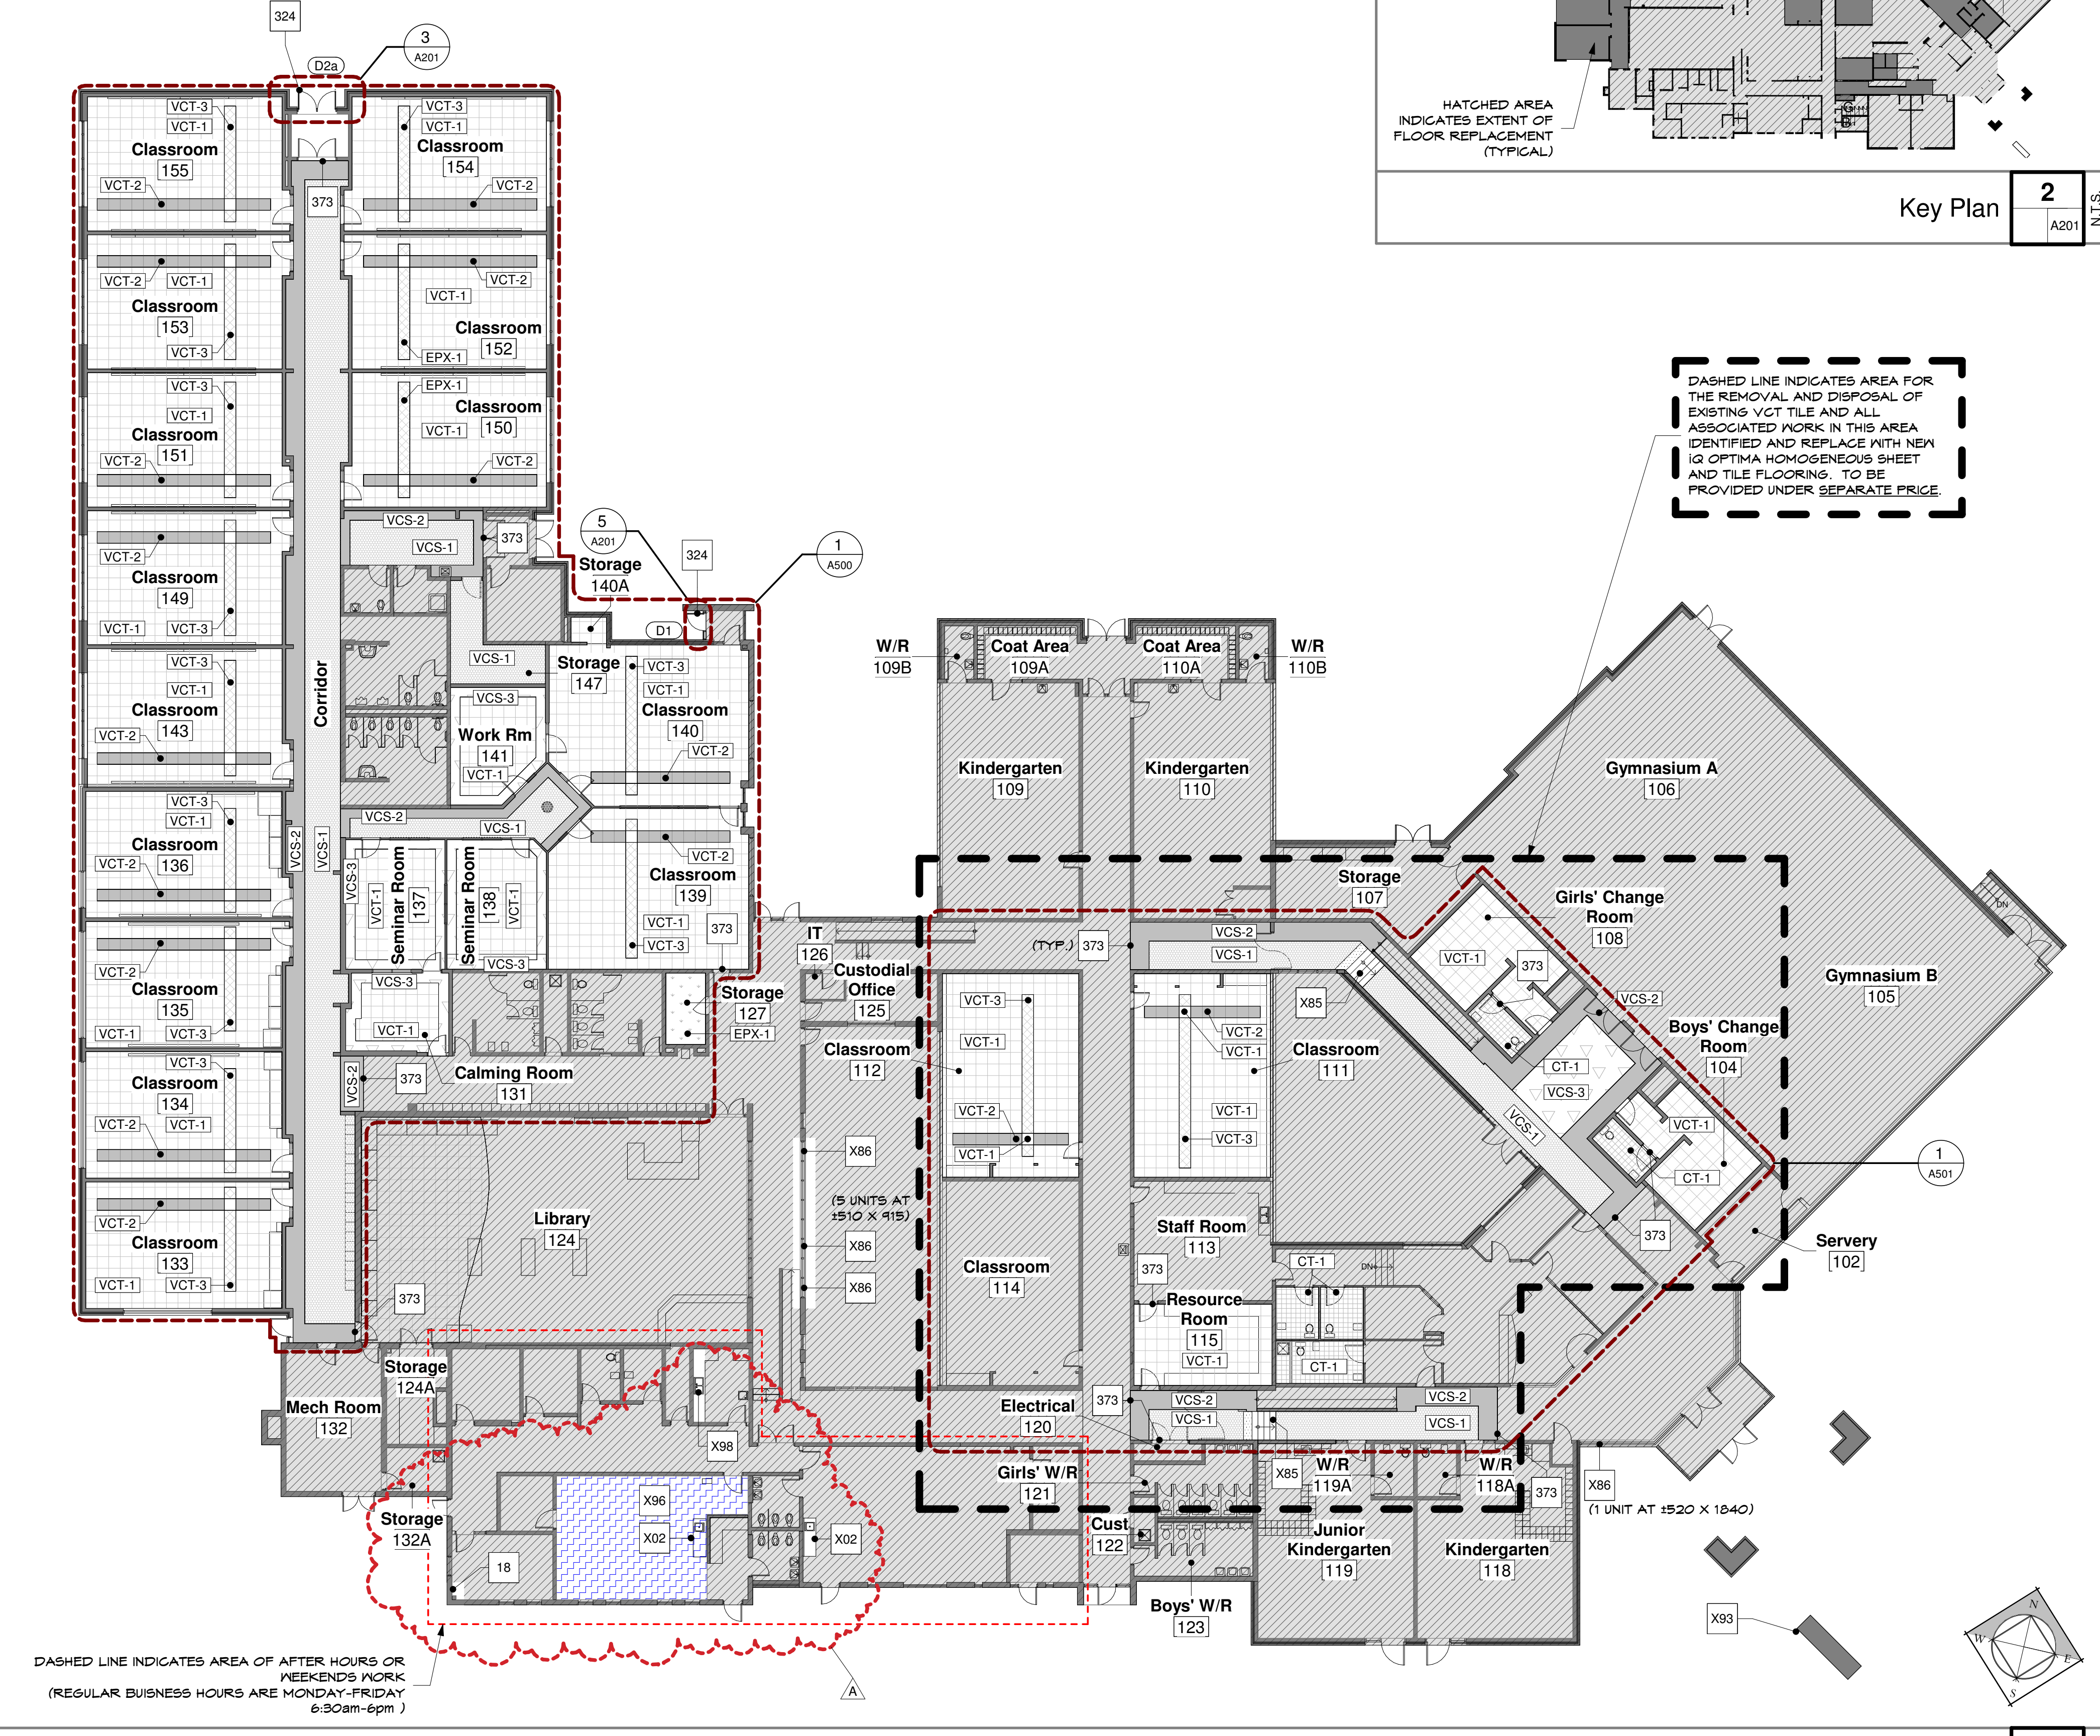 324
3
A201
D2a
HATCHED AREA
INDICATES EXTENT OF
FLOOR REPLACEMENT
(TYPICAL)
Key Plan
2
A201
N.T.S.
VCT-3
VCT-1
Classroom
155
VCT-2
VCT-3
VCT-1
Classroom
154
VCT-2
373
VCT-2
VCT-1
Classroom
153
VCT-3
VCT-2
VCT-1
Classroom
152
EPX-1
VCT-3
VCT-1
Classroom
151
VCT-2
EPX-1
Classroom
150
VCT-1
VCT-2
DASHED LINE INDICATES AREA FOR
THE REMOVAL AND DISPOSAL OF
EXISTING VCT TILE AND ALL
ASSOCIATED WORK IN THIS AREA
IDENTIFIED AND REPLACE WITH NEW
iQ OPTIMA HOMOGENEOUS SHEET
AND TILE FLOORING. TO BE
PROVIDED UNDER SEPARATE PRICE.
VCT-2
Classroom
149
VCT-1
VCT-3
VCS-2
VCS-1
373
5
A201
324
1
A500
Storage
140A
D1
VCT-3
VCT-1
Classroom
143
VCT-2
Corridor
VCS-1
Storage
147
VCS-3
Work Rm
141
VCT-1
VCT-3
VCT-1
Classroom
140
VCT-2
W/R
109B
Coat Area
109A
Coat Area
110A
W/R
110B
Kindergarten
109
Kindergarten
110
Gymnasium A
106
VCT-3
VCT-1
Classroom
136
VCT-2
VCS-2
VCS-1
VCS-2
VCS-1
VCS-3
VCT-1
Seminar Room
137
Seminar Room
138
VCT-1
VCS-3
VCT-2
Classroom
139
VCT-1
VCT-3
373
Storage
107
Girls' Change
Room
108
DN
VCT-2
Classroom
135
VCT-1
VCT-3
VCS-3
VCT-1
Calming Room
131
Storage
127
EPX-1
IT
126
Custodial
Office
125
(TYP.)
373
VCS-2
VCS-1
X85
VCT-1
373
VCS-2
Gymnasium B
105
Boys' Change
Room
104
VCT-3
Classroom
134
VCT-2
VCT-1
VCS-2
373
Classroom
112
VCT-3
VCT-1
VCT-2
VCT-1
VCT-2
VCT-1
Classroom
111
VCT-1
VCT-3
CT-1
VCS-3
VCS-1
VCT-1
CT-1
1
A501
VCT-2
Classroom
133
VCT-1
VCT-3
Library
124
373
X86
(5 UNITS AT
±510 X 915)
X86
X86
Classroom
114
Staff Room
113
373
Resource
Room
115
VCT-1
CT-1
CT-1
DN
373
Servery
102
Mech Room
132
Storage
124A
Storage
132A
X98
X96
X02
X02
18
Electrical
120
373
VCS-2
VCS-1
VCS-2
VCS-1
Girls' W/R
121
X85
W/R
119A
W/R
118A
373
X86
(1 UNIT AT ±520 X 1840)
Cust
122
Junior
Kindergarten
119
Kindergarten
118
Boys' W/R
123
X93
N
W
E
S
A
DASHED LINE INDICATES AREA OF AFTER HOURS OR
WEEKENDS WORK
(REGULAR BUISNESS HOURS ARE MONDAY-FRIDAY
6:30am-6pm )